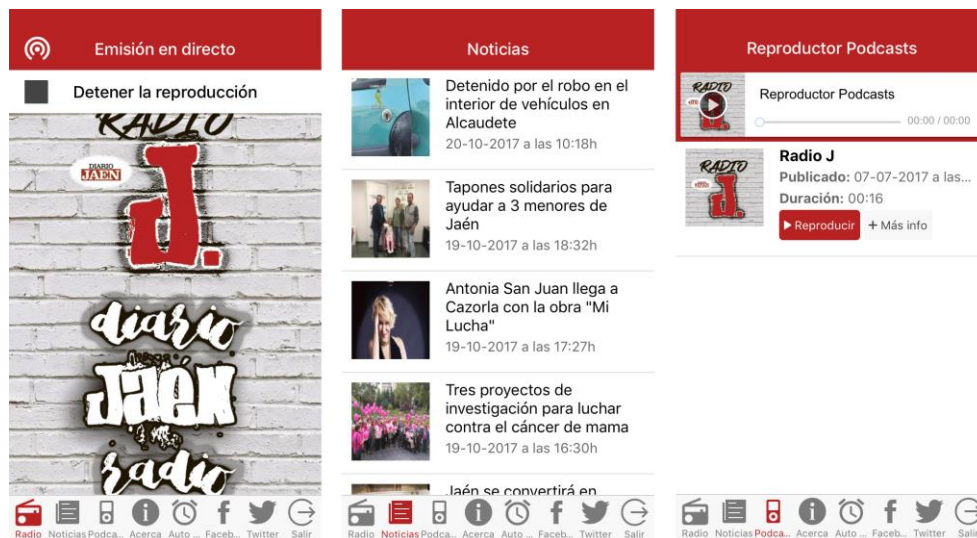 Emisión en directo
Detener la reproducción
RADIO
DIARIO
JAÉN
J.
diario
Jaén
radio
Radio Noticias Podca... Acerca Auto ... Faceb... Twitter Salir
Noticias
Detenido por el robo en el
interior de vehículos en
Alcaudete
20-10-2017 a las 10:18h
Tapones solidarios para
ayudar a 3 menores de
Jaén
19-10-2017 a las 18:32h
Antonia San Juan llega a
Cazorla con la obra "Mi
Lucha"
19-10-2017 a las 17:27h
Tres proyectos de
investigación para luchar
contra el cáncer de mama
19-10-2017 a las 16:30h
Jaén se convertirá en
Radio Noticias Podca... Acerca Auto ... Faceb... Twitter Salir
Reproductor Podcasts
RADIO
J.
Reproductor Podcasts
00:00 / 00:00
RADIO
J.
Radio J
Publicado: 07-07-2017 a las...
Duración: 00:16
Reproducir + Más info
Radio Noticias Podca... Acerca Auto ... Faceb... Twitter Salir